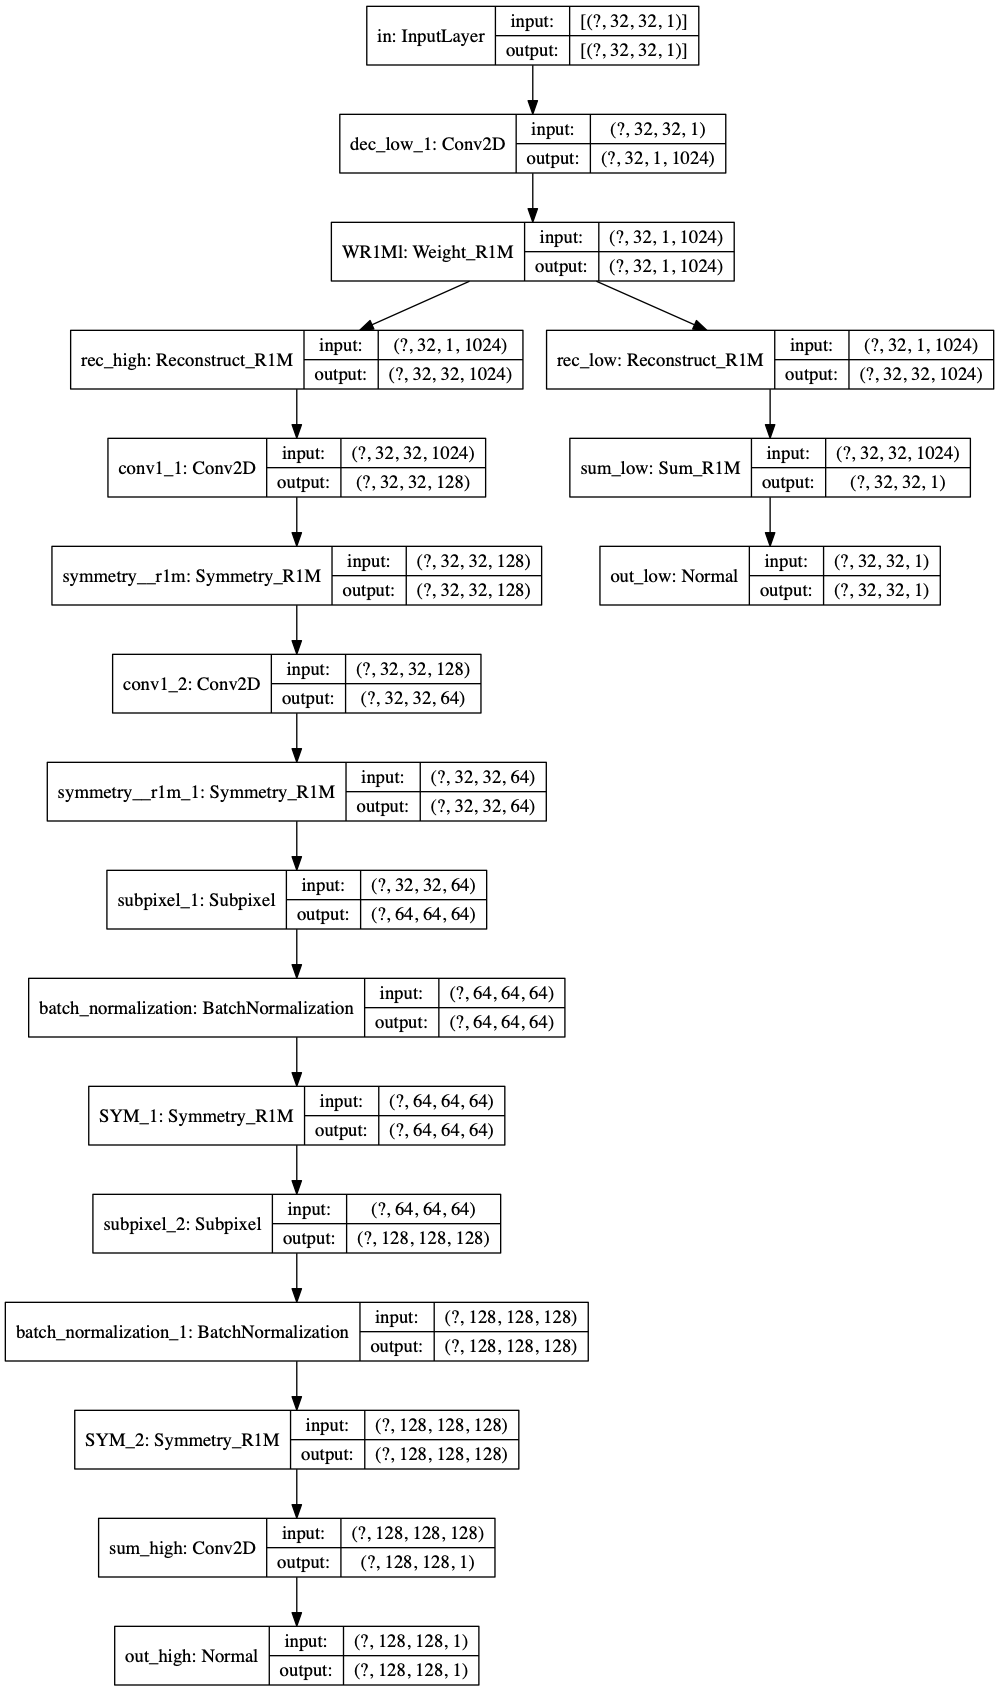 in: InputLayer
input: [(?, 32, 32, 1)]
output: [(?, 32, 32, 1)]
dec_low_1: Conv2D
input: (?, 32, 32, 1)
output: (?, 32, 1, 1024)
WR1Ml: Weight_R1M
input: (?, 32, 1, 1024)
output: (?, 32, 1, 1024)
rec_high: Reconstruct_R1M
input: (?, 32, 1, 1024)
output: (?, 32, 32, 1024)
rec_low: Reconstruct_R1M
input: (?, 32, 1, 1024)
output: (?, 32, 32, 1024)
conv1_1: Conv2D
input: (?, 32, 32, 1024)
output: (?, 32, 32, 128)
sum_low: Sum_R1M
input: (?, 32, 32, 1024)
output: (?, 32, 32, 1)
symmetry__r1m: Symmetry_R1M
input: (?, 32, 32, 128)
output: (?, 32, 32, 128)
out_low: Normal
input: (?, 32, 32, 1)
output: (?, 32, 32, 1)
conv1_2: Conv2D
input: (?, 32, 32, 128)
output: (?, 32, 32, 64)
symmetry__r1m_1: Symmetry_R1M
input: (?, 32, 32, 64)
output: (?, 32, 32, 64)
subpixel_1: Subpixel
input: (?, 32, 32, 64)
output: (?, 64, 64, 64)
batch_normalization: BatchNormalization
input: (?, 64, 64, 64)
output: (?, 64, 64, 64)
SYM_1: Symmetry_R1M
input: (?, 64, 64, 64)
output: (?, 64, 64, 64)
subpixel_2: Subpixel
input: (?, 64, 64, 64)
output: (?, 128, 128, 128)
batch_normalization_1: BatchNormalization
input: (?, 128, 128, 128)
output: (?, 128, 128, 128)
SYM_2: Symmetry_R1M
input: (?, 128, 128, 128)
output: (?, 128, 128, 128)
sum_high: Conv2D
input: (?, 128, 128, 128)
output: (?, 128, 128, 1)
out_high: Normal
input: (?, 128, 128, 1)
output: (?, 128, 128, 1)